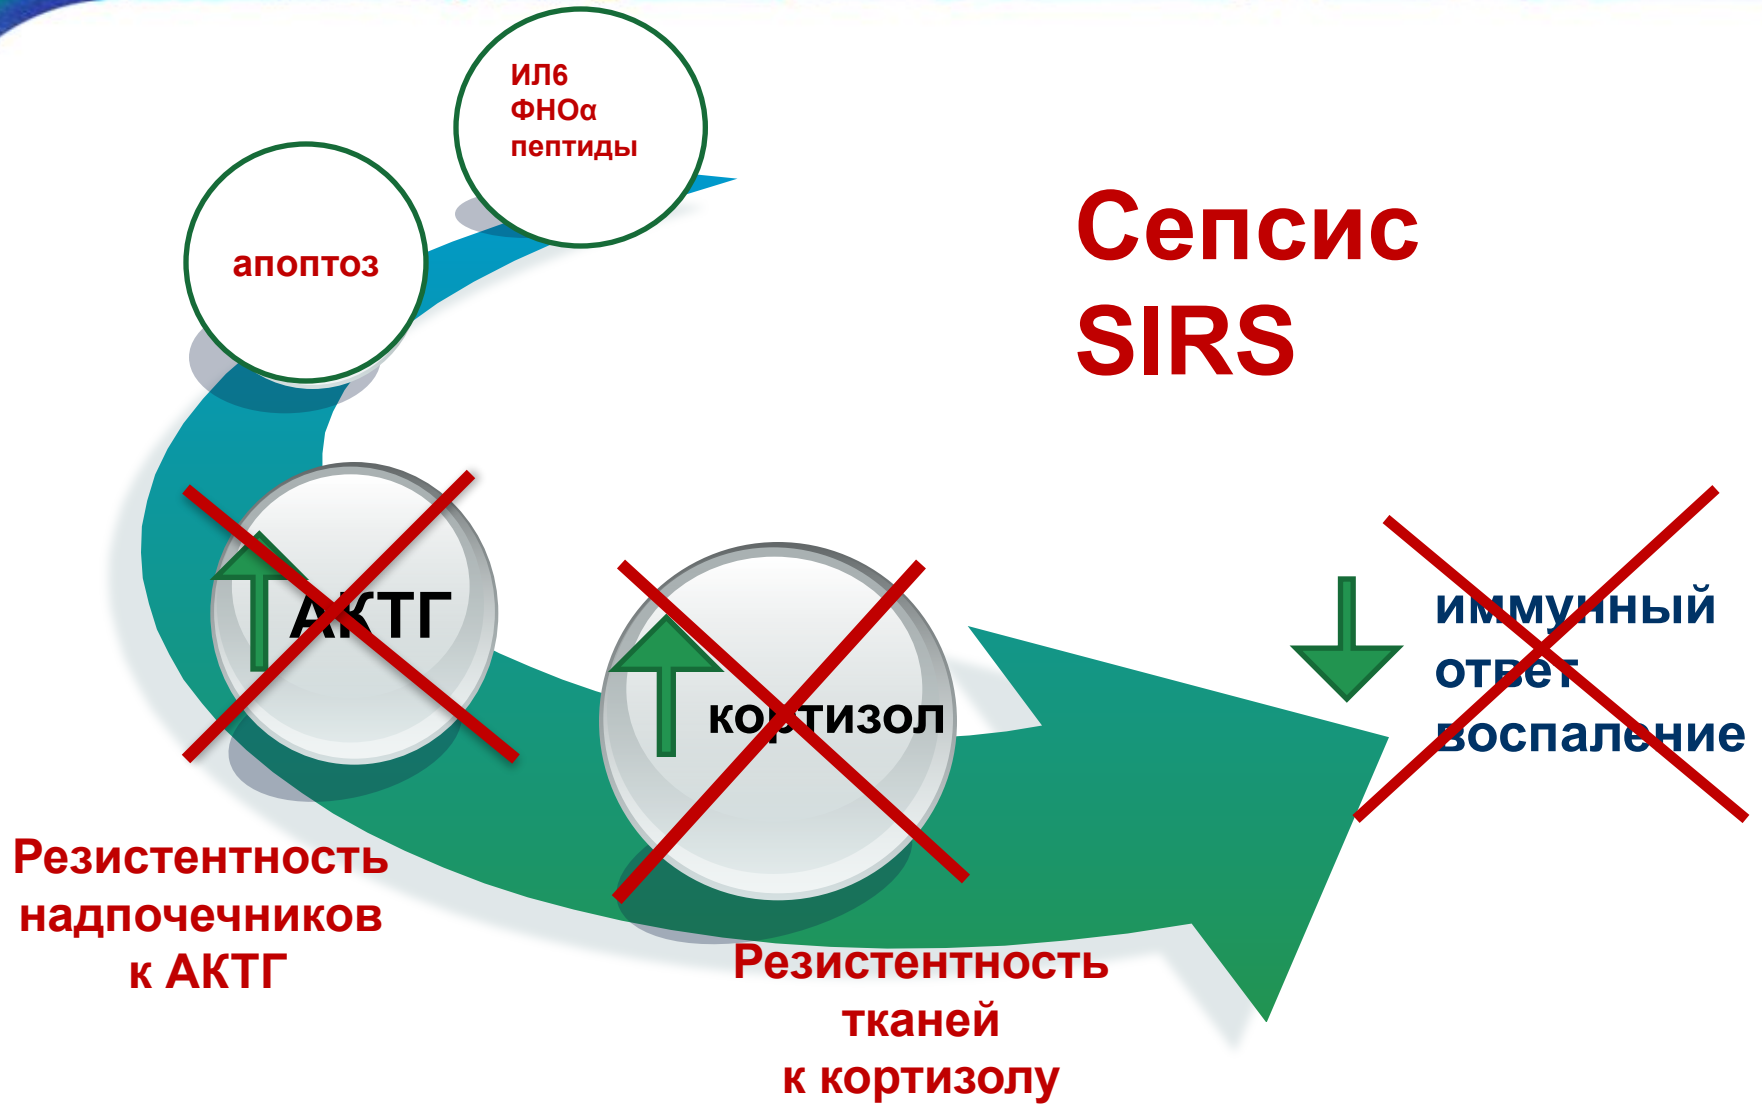 ИЛ6
ФНОα
пептиды
апоптоз
Сепсис
SIRS
АКТГ
кортизол
иммунный
ответ
воспаление
Резистентность
надпочечников
к АКТГ
Резистентность
тканей
к кортизолу